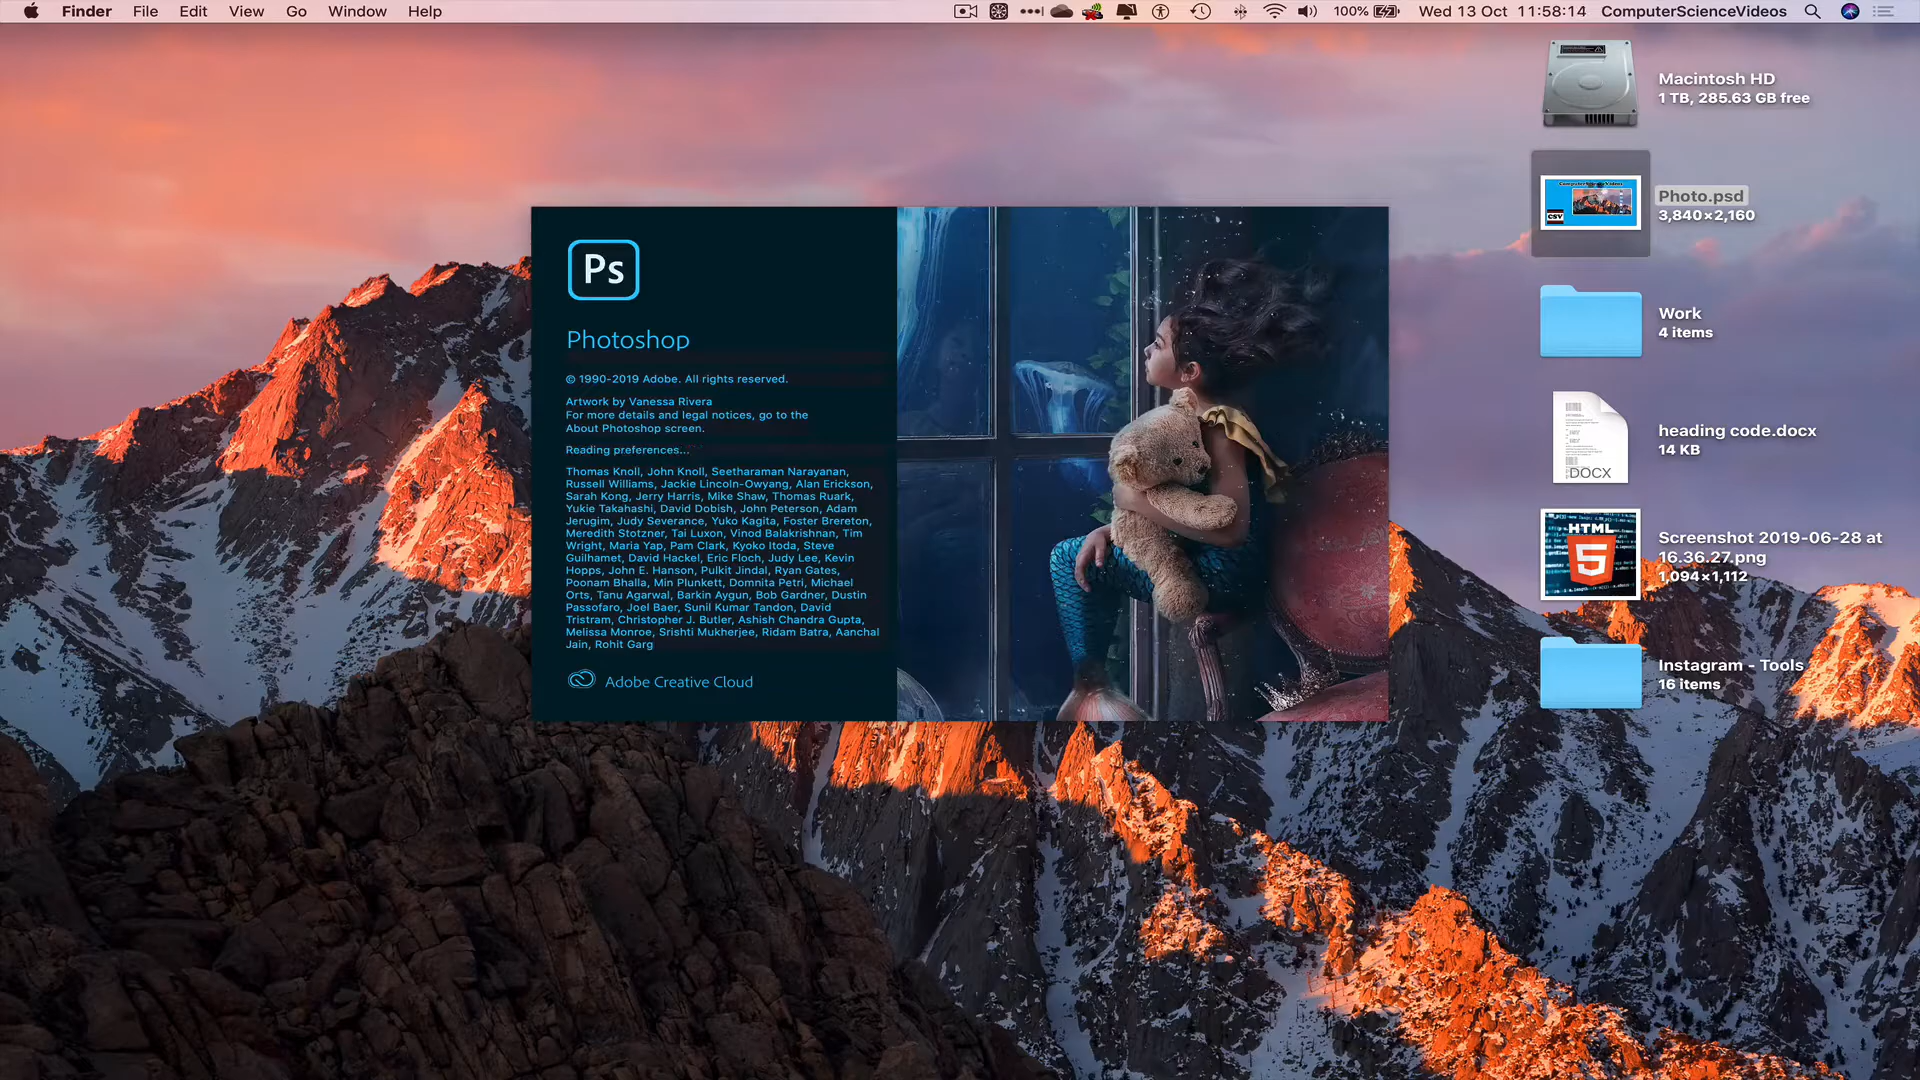 Finder File Edit View Go Window Help
100% Wed 13 Oct 11:58:14 ComputerScienceVideos
Macintosh HD
1 TB, 285.63 GB free
ComputerScienceVideos
CSV
Photo.psd
3,840×2,160
Work
4 items
DOCX
heading code.docx
14 KB
HTML
5
Screenshot 2019-06-28 at
16.36.27.png
1,094×1,112
Instagram - Tools
16 items
Ps
Photoshop
© 1990-2019 Adobe. All rights reserved.
Artwork by Vanessa Rivera
For more details and legal notices, go to the
About Photoshop screen.
Reading preferences...
Thomas Knoll, John Knoll, Seetharaman Narayanan,
Russell Williams, Jackie Lincoln-Owyang, Alan Erickson,
Sarah Kong, Jerry Harris, Mike Shaw, Thomas Ruark,
Yukie Takahashi, David Dobish, John Peterson, Adam
Jerugim, Judy Severance, Yuko Kagita, Foster Brereton,
Meredith Stotzner, Tai Luxon, Vinod Balakrishnan, Tim
Wright, Maria Yap, Pam Clark, Kyoko Itoda, Steve
Guilhamet, David Hackel, Eric Floch, Judy Lee, Kevin
Hopps, John E. Hanson, Pulkit Jindal, Ryan Gates,
Poonam Bhalla, Min Plunkett, Domnita Petri, Michael
Orts, Tanu Agarwal, Barkin Aygun, Bob Gardner, Dustin
Passofaro, Joel Baer, Sunil Kumar Tandon, David
Tristram, Christopher J. Butler, Ashish Chandra Gupta,
Melissa Monroe, Srishti Mukherjee, Ridam Batra, Aanchal
Jain, Rohit Garg
Adobe Creative Cloud